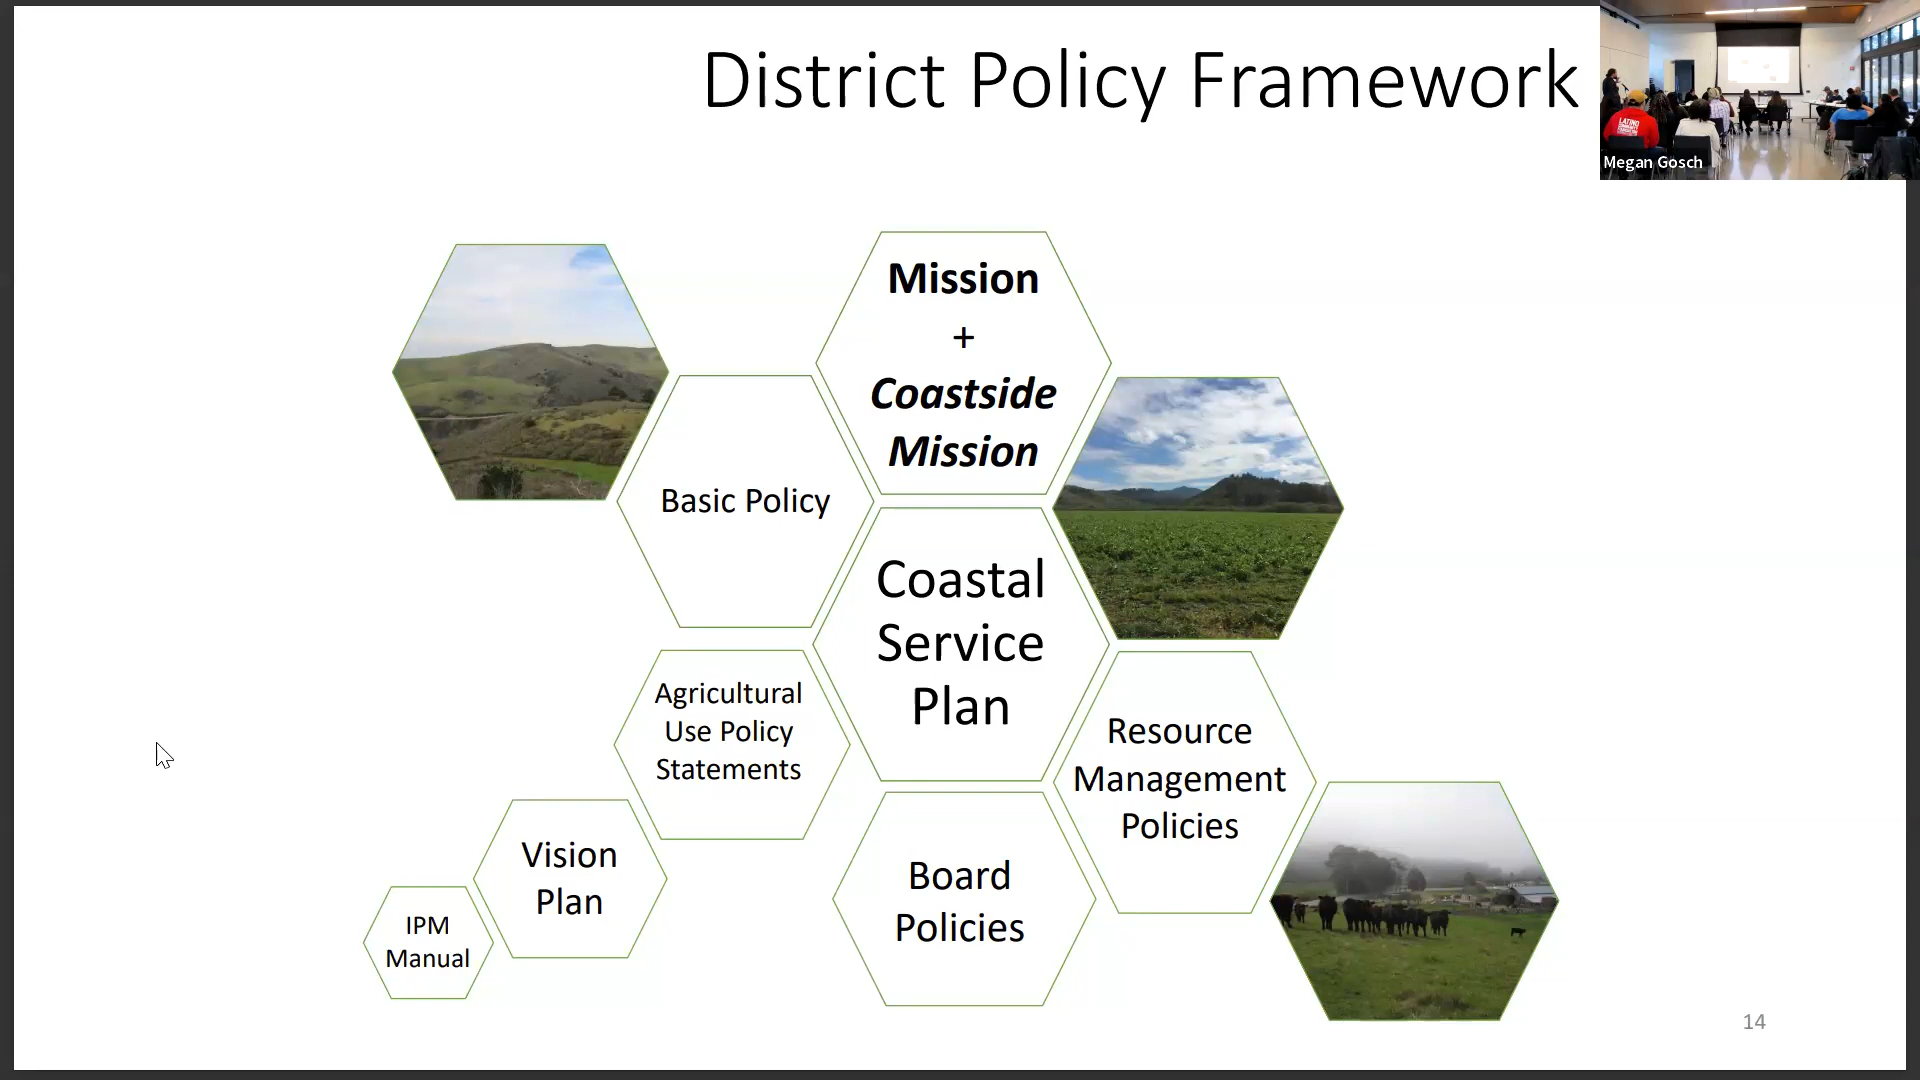 District Policy Framework
LATINO
Megan Gosch
Mission
+
Coastside
Mission
Basic Policy
Coastal
Service
Plan
Agricultural
Use Policy
Statements
Resource
Management
Policies
Vision
Plan
Board
Policies
IPM
Manual
14